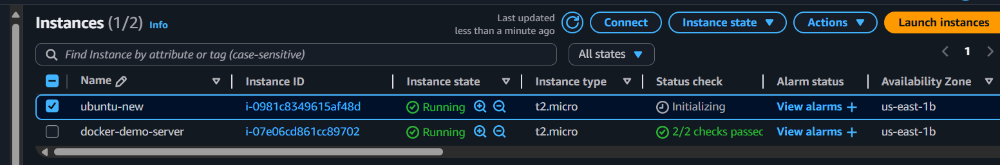 Instances (1/2) Info
Last updated
less than a minute ago
Connect
Instance state
Actions
Launch instances
Find Instance by attribute or tag (case-sensitive)
All states
1
Name Instance ID Instance state Instance type Status check Alarm status Availability Zone
ubuntu-new i-0981c8349615af48d Running t2.micro Initializing View alarms + us-east-1b
docker-demo-server i-07e06cd861cc89702 Running t2.micro 2/2 checks passec View alarms + us-east-1b